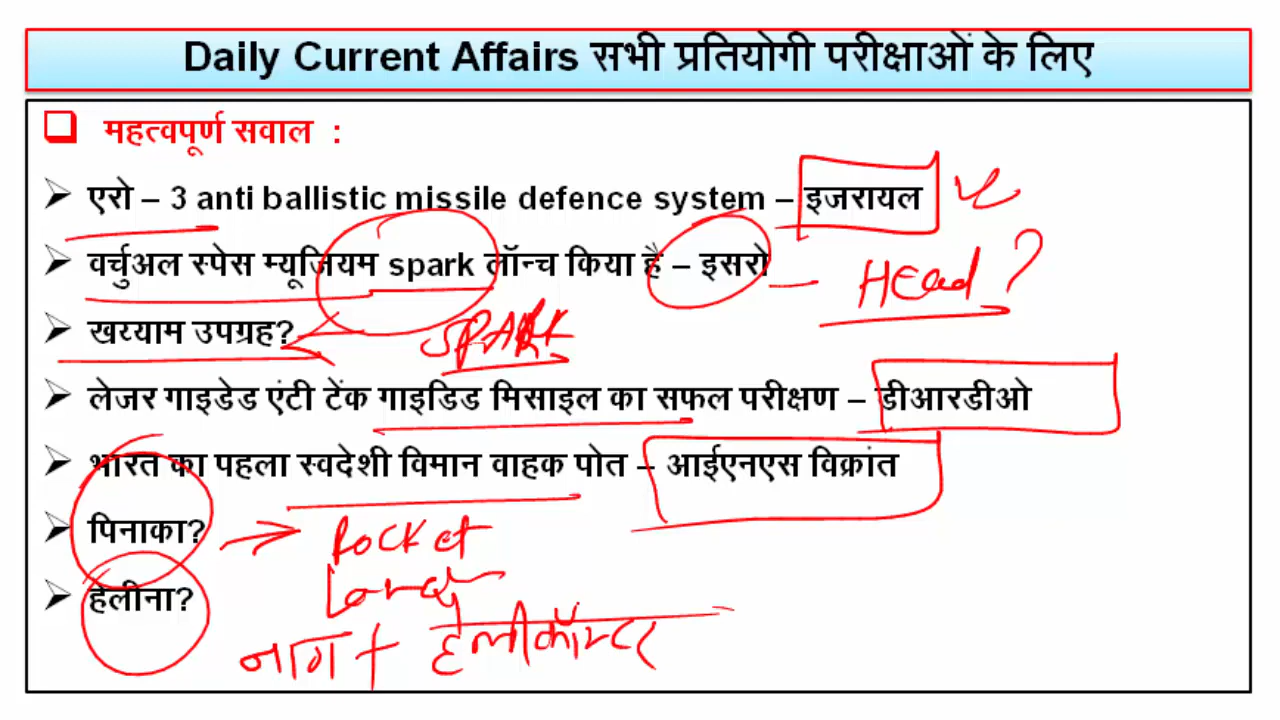 Daily Current Affairs सभी प्रतियोगी परीक्षाओं के लिए
महत्वपूर्ण सवाल :
एरो – 3 anti ballistic missile defence system – इजरायल
वर्चुअल स्पेस म्यूजियम spark लॉन्च किया है – इसरो – Head ?
खय्याम उपग्रह?
SPARK
लेजर गाइडेड एंटी टेंक गाइडिड मिसाइल का सफल परीक्षण – डीआरडीओ
भारत का पहला स्वदेशी विमान वाहक पोत – आईएनएस विक्रांत
पिनाका? → Rocket
हेलीना?
नाग + हेलीकॉप्टर